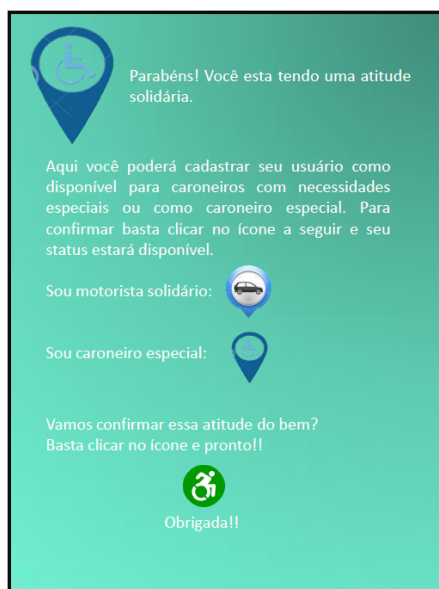 Parabéns! Você esta tendo uma atitude
solidária.
Aqui você poderá cadastrar seu usuário como
disponível para caroneiros com necessidades
especiais ou como caroneiro especial. Para
confirmar basta clicar no ícone a seguir e seu
status estará disponível.
Sou motorista solidário:
Sou caroneiro especial:
Vamos confirmar essa atitude do bem?
Basta clicar no ícone e pronto!!
Obrigada!!